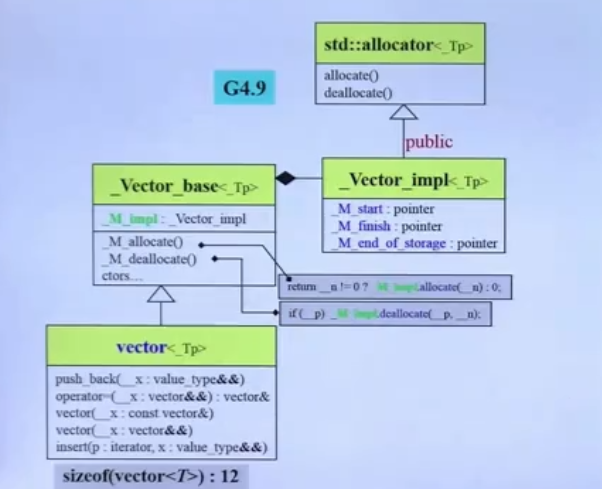 std::allocator<_Tp>
allocate()
deallocate()
G4.9
public
_Vector_base<_Tp>
_M_impl : _Vector_impl
_M_allocate()
_M_deallocate()
ctors...
_Vector_impl<_Tp>
_M_start : pointer
_M_finish : pointer
_M_end_of_storage : pointer
return __n != 0 ? _M_impl.allocate(__n) : 0;
if (__p) _M_impl.deallocate(__p, __n);
vector<_Tp>
push_back(__x : value_type&&)
operator=(__x : vector&&) : vector&
vector(__x : const vector&)
vector(__x : vector&&)
insert(p : iterator, x : value_type&&)
sizeof(vector<T>) : 12